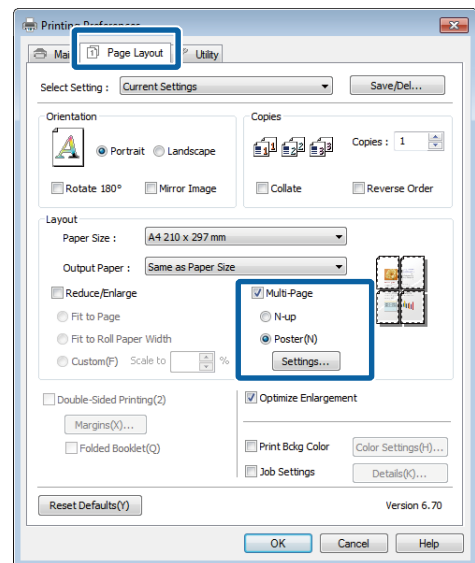 Printing Preferences
Mai Page Layout Utility
Select Setting : Current Settings Save/Del...
Orientation Copies
Portrait Landscape Copies : 1
Rotate 180° Mirror Image Collate Reverse Order
Layout
Paper Size : A4 210 x 297 mm
Output Paper : Same as Paper Size
Reduce/Enlarge Multi-Page
Fit to Page N-up
Fit to Roll Paper Width Poster(N)
Custom(F) Scale to % Settings...
Double-Sided Printing(2) Optimize Enlargement
Margins(X)...
Folded Booklet(Q) Print Bckg Color Color Settings(H)...
Job Settings Details(K)...
Reset Defaults(Y) Version 6.70
OK Cancel Help